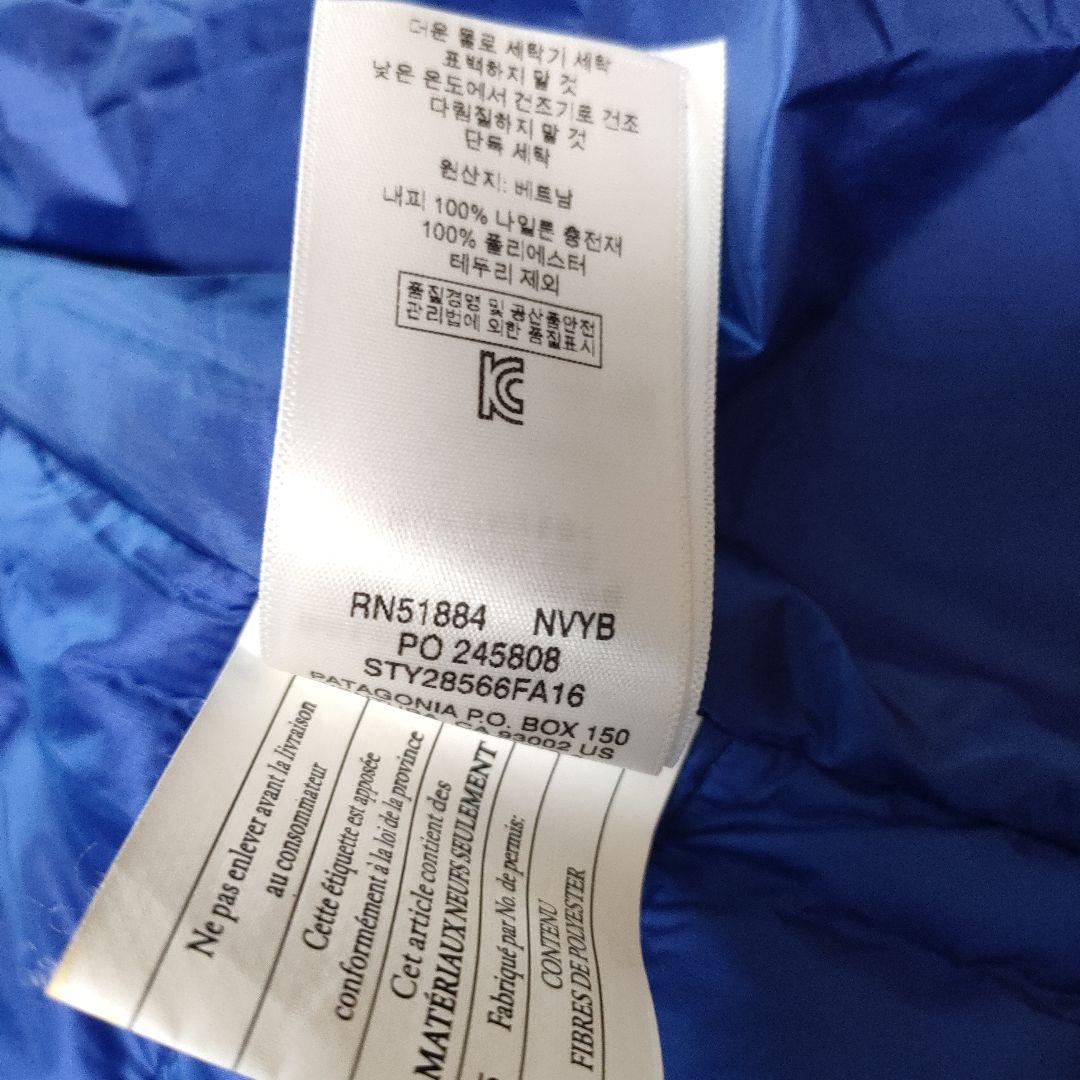 더운 물로 세탁기 세탁
표백하지 말 것
낮은 온도에서 건조기로 건조
다림질하지 말 것
단독 세탁
원산지: 베트남
내피 100% 나일론 충전재
100% 폴리에스터
테두리 제외
품질경영 및 공산품안전
관리법에 의한 품질표시
RN51884 NVYB
PO 245808
STY28566FA16
PATAGONIA P.O. BOX 150
CA 93002 US
Ne pas enlever avant la livraison
au consommateur
Cette étiquette est apposée
conformément à la loi de la province
Cet article contient des
MATÉRIAUX NEUFS SEULEMENT
Fabriqué par No. de permis:
CONTENU
FIBRES DE POLYESTER